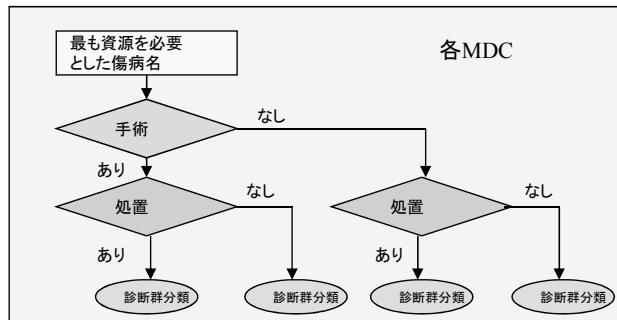 最も資源を必要
とした傷病名
各MDC
手術
なし
あり
処置
なし
処置
なし
あり
あり
診断群分類
診断群分類
診断群分類
診断群分類